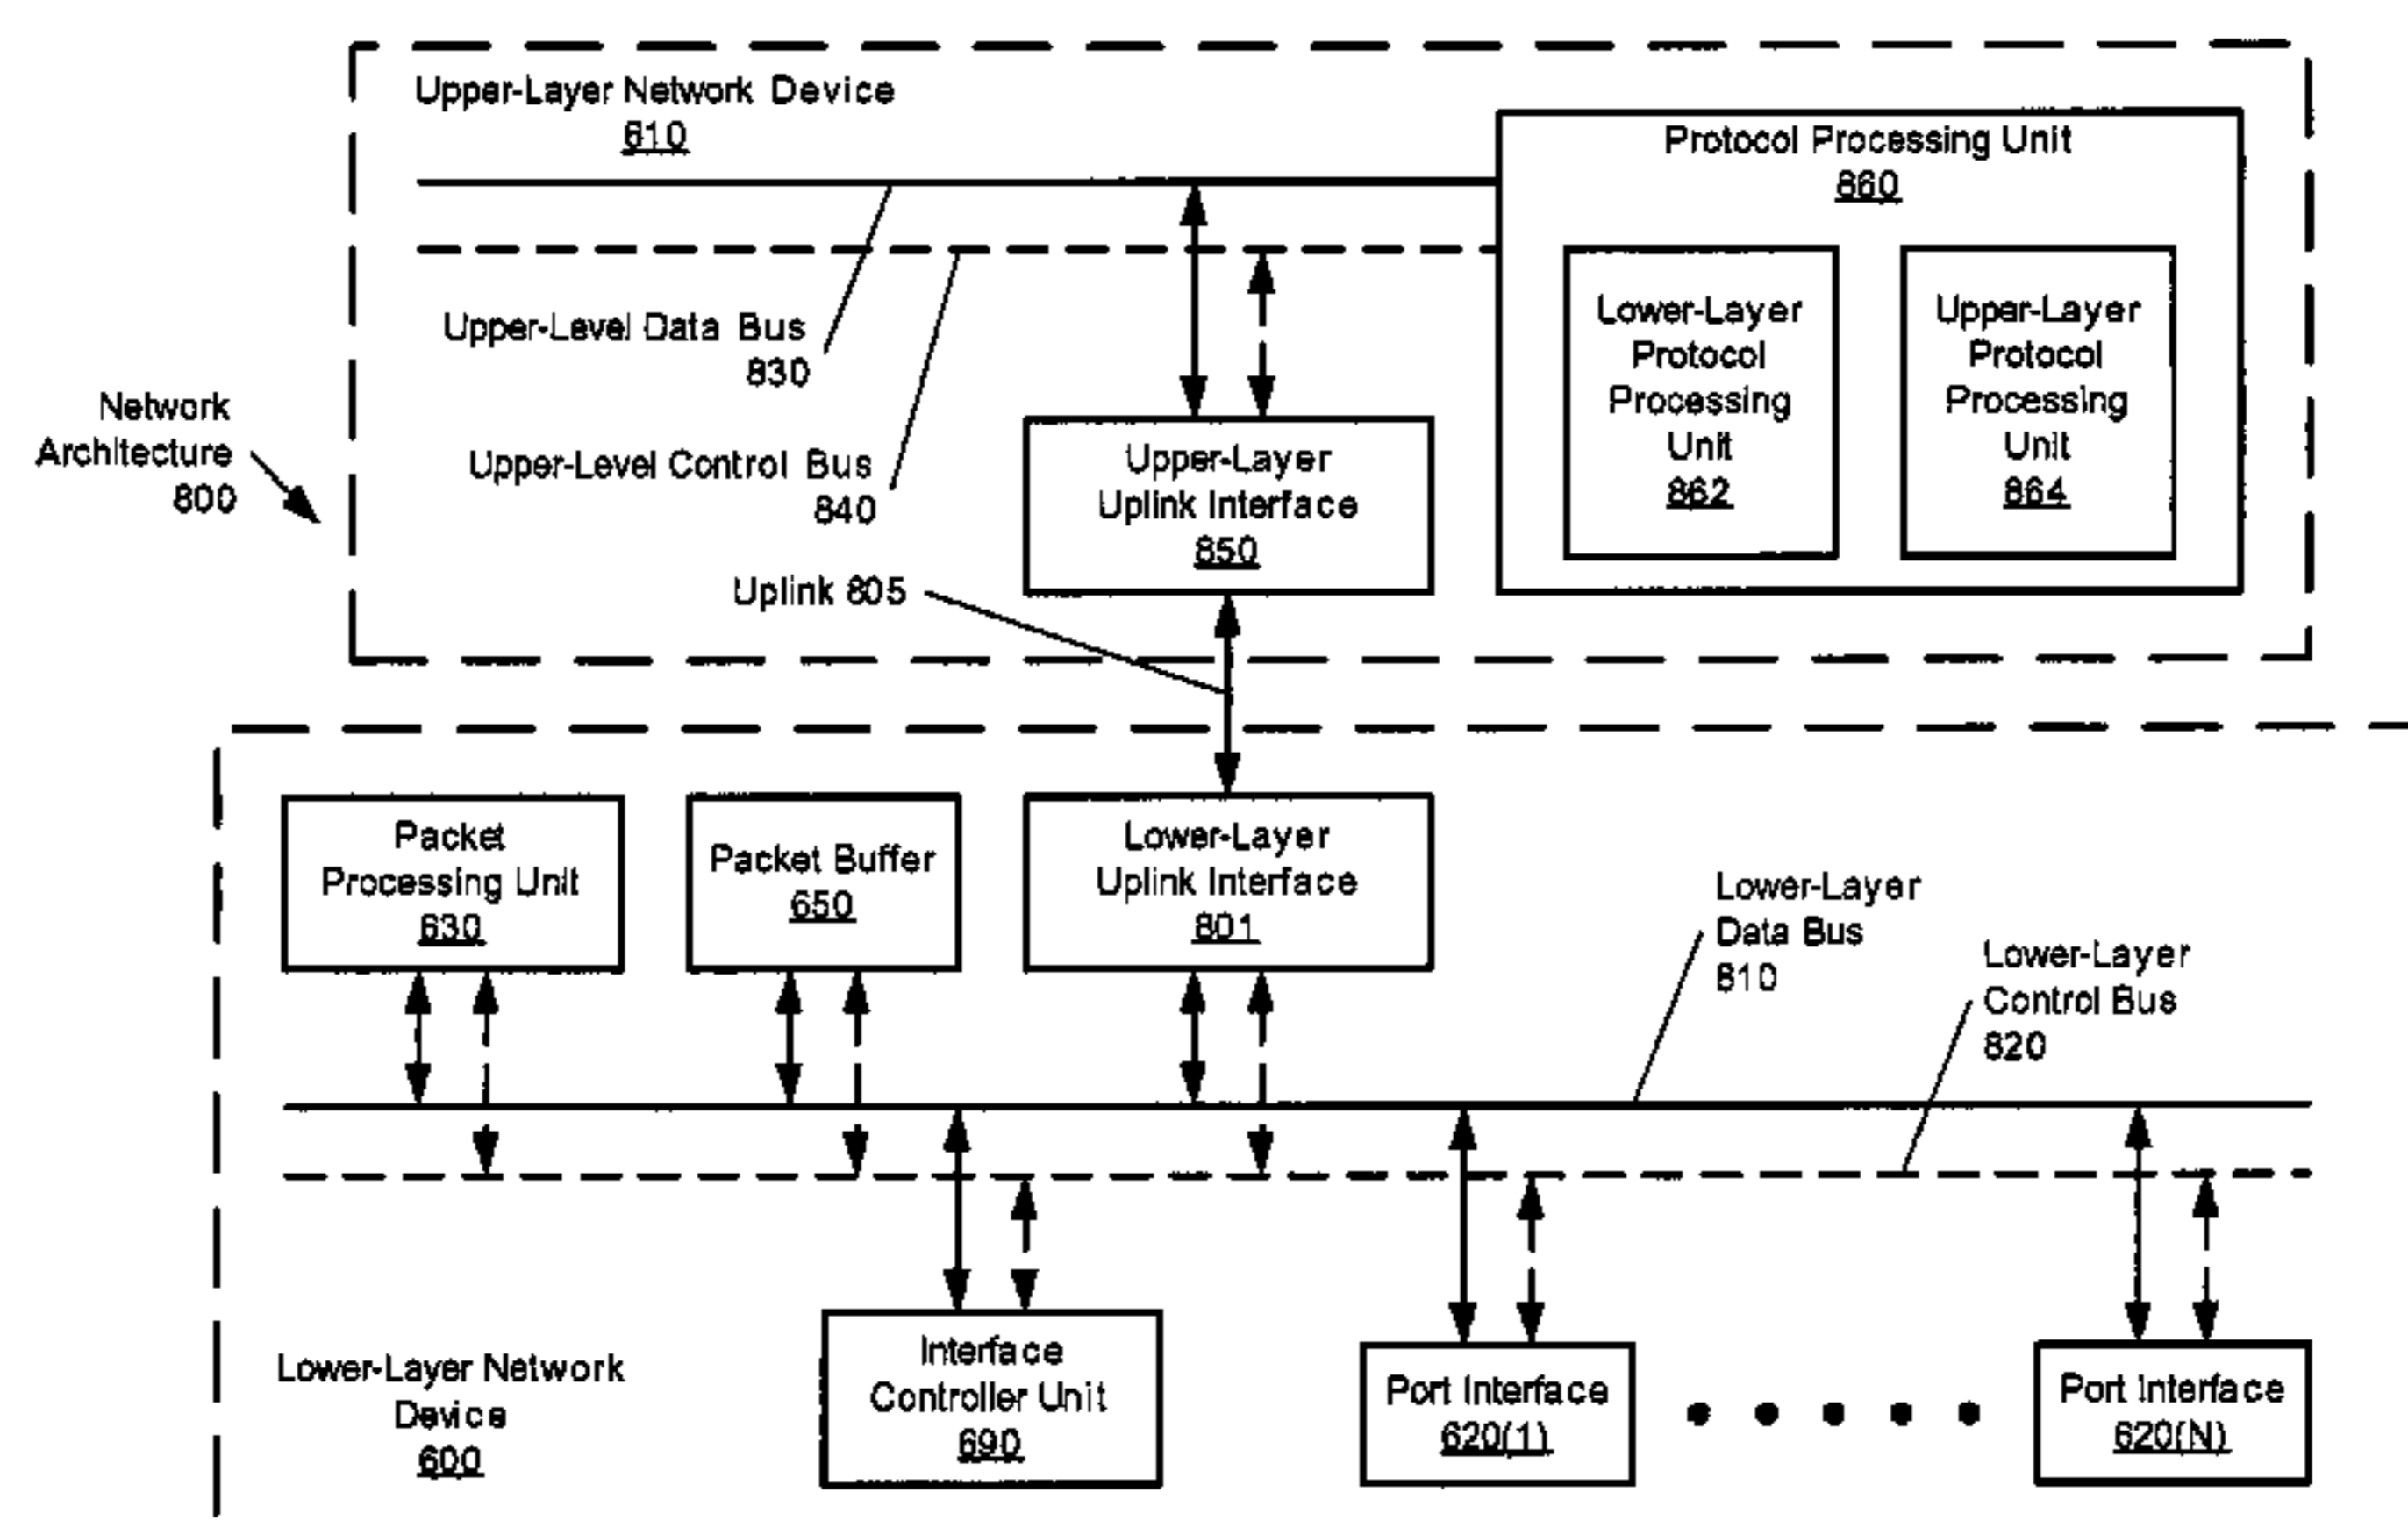 Upper-Layer Network Device
610
Protocol Processing Unit
860
Lower-Layer
Protocol
Processing
Unit
862
Upper-Layer
Protocol
Processing
Unit
864
Upper-Level Data Bus
830
Network
Architecture
800
Upper-Level Control Bus
840
Upper-Layer
Uplink Interface
850
Uplink 805
Packet
Processing Unit
630
Packet Buffer
650
Lower-Layer
Uplink Interface
801
Lower-Layer
Data Bus
810
Lower-Layer
Control Bus
820
Lower-Layer Network
Device
600
Interface
Controller Unit
690
Port Interface
620(1)
Port Interface
620(N)